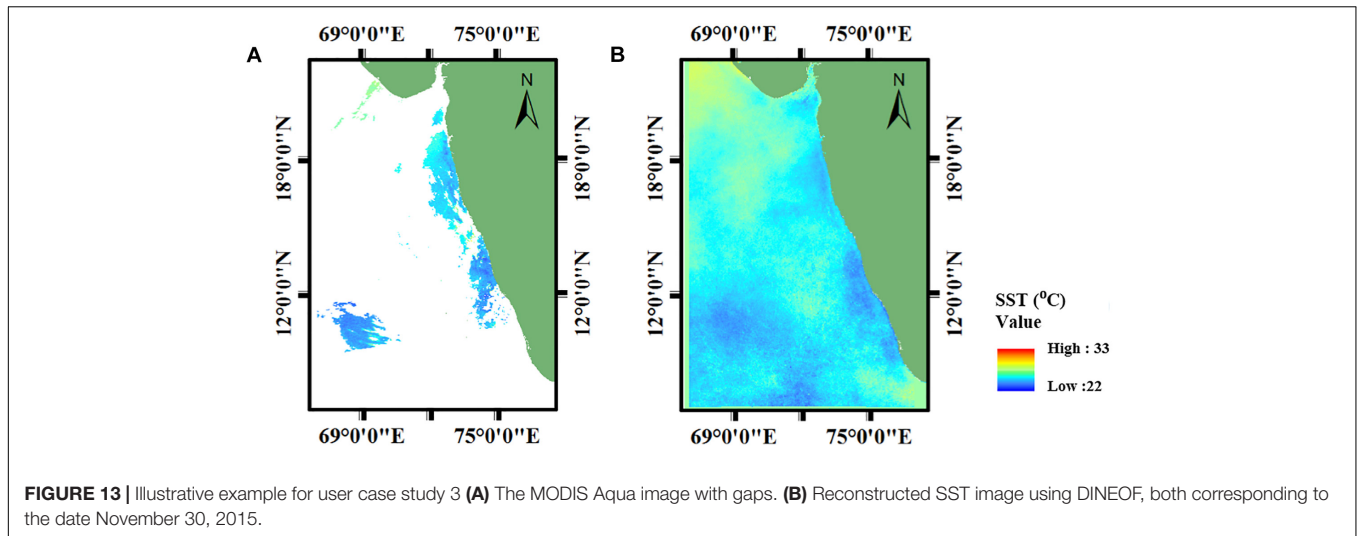 69°0'0"E 75°0'0"E
A
N
18°0'0"N 18°0'0"N
12°0'0"N 12°0'0"N
69°0'0"E 75°0'0"E
69°0'0"E 75°0'0"E
B
N
18°0'0"N 18°0'0"N
12°0'0"N 12°0'0"N
69°0'0"E 75°0'0"E
SST (⁰C)
Value
High : 33
Low :22
FIGURE 13 | Illustrative example for user case study 3 (A) The MODIS Aqua image with gaps. (B) Reconstructed SST image using DINEOF, both corresponding to
the date November 30, 2015.